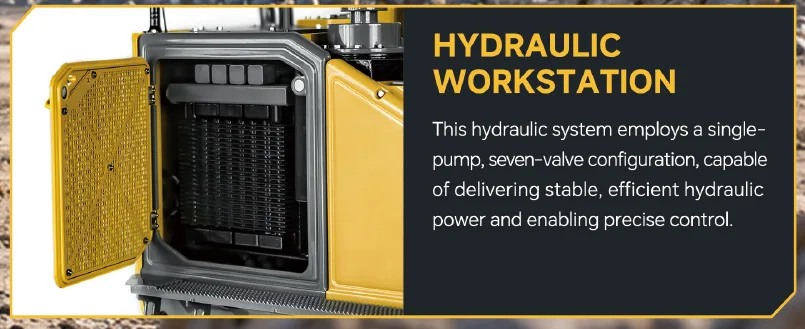 HYDRAULIC
WORKSTATION
This hydraulic system employs a single-
pump, seven-valve configuration, capable
of delivering stable, efficient hydraulic
power and enabling precise control.